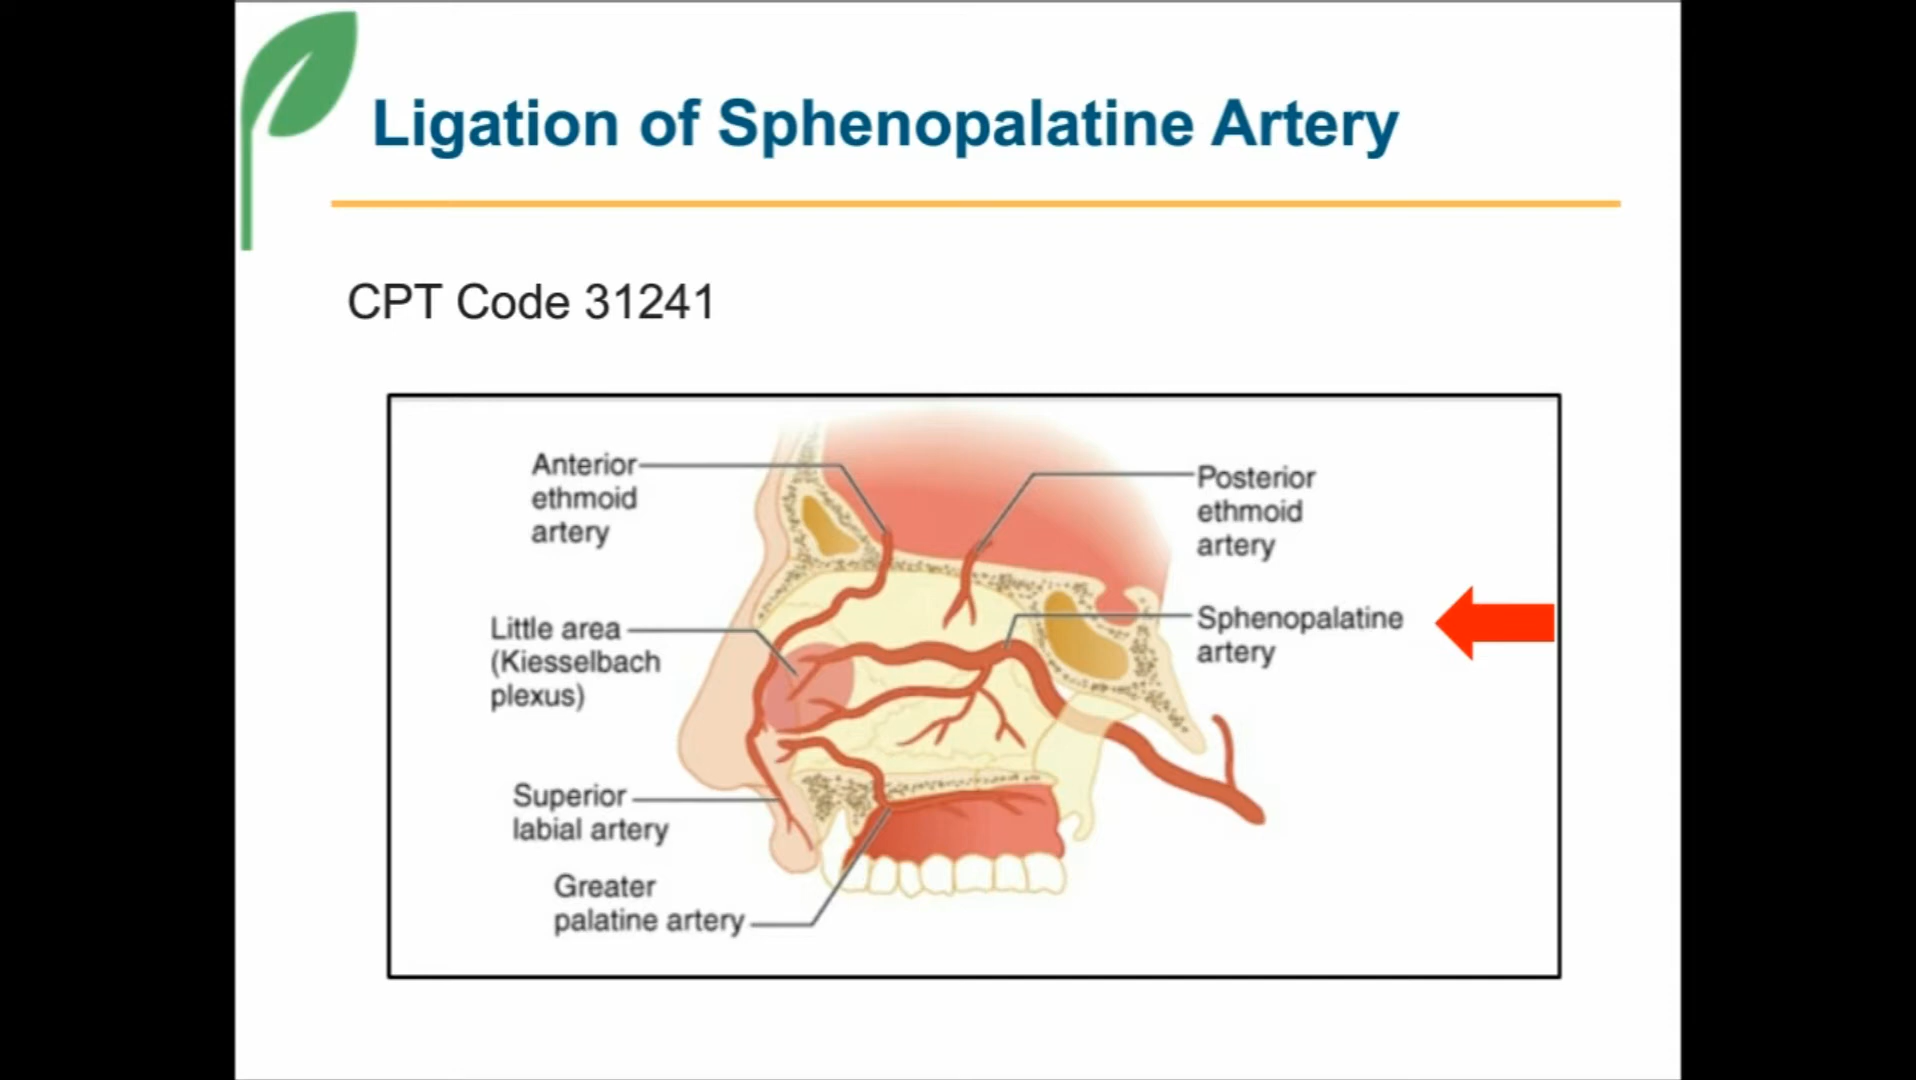 Ligation of Sphenopalatine Artery
CPT Code 31241
Anterior
ethmoid
artery
Posterior
ethmoid
artery
Little area
(Kiesselbach
plexus)
Sphenopalatine
artery
Superior
labial artery
Greater
palatine artery